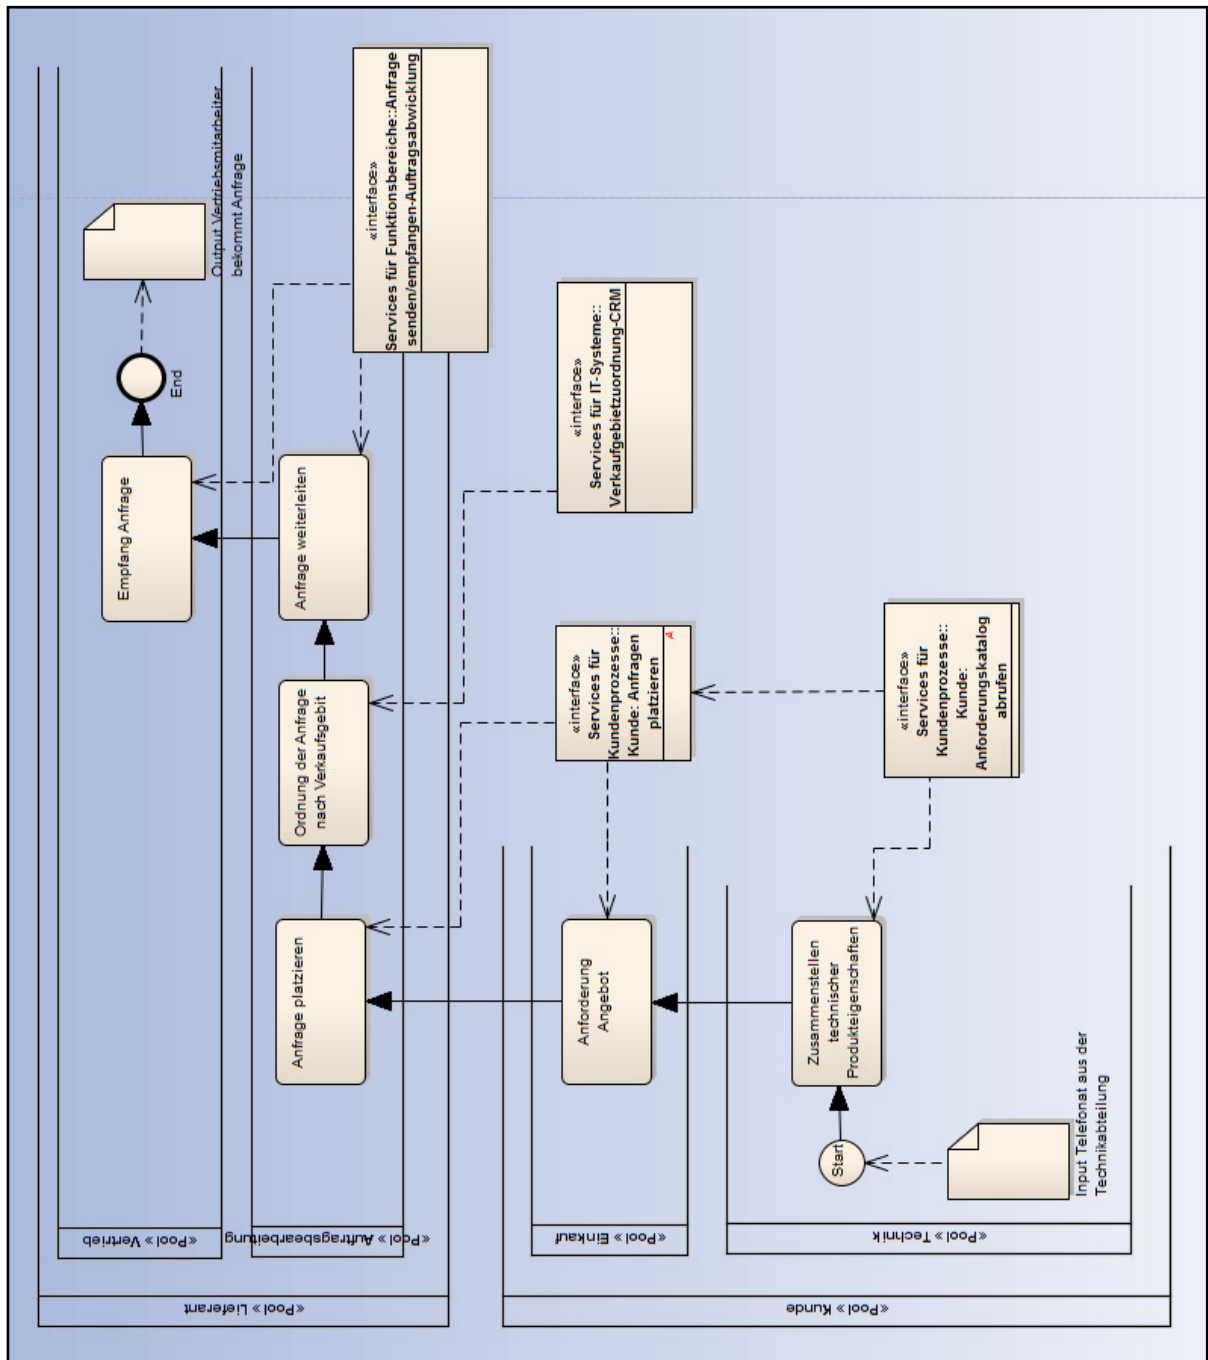 «Pool» Lieferant
«Pool» Vertrieb
Empfang Anfrage
End
Output Vertriebsmitarbeiter
bekommt Anfrage
«Pool» Auftragsbearbeitung
Anfrage platzieren
Ordnung der Anfrage
nach Verkaufsgebit
Anfrage weiterleiten
«interface»
Services für Funktionsbereiche::Anfrage
senden/empfangen-Auftragsabwicklung
«interface»
Services für IT-Systeme::
Verkaufgebietzuordnung-CRM
«interface»
Services für
Kundenprozesse::
Kunde: Anfragen
platzieren
A
«interface»
Services für
Kundenprozesse::
Kunde:
Anforderungskatalog
abrufen
«Pool» Kunde
«Pool» Einkauf
Anforderung
Angebot
«Pool» Technik
Start
Zusammenstellen
technischer
Produkteigenschaften
Input Telefonat aus der
Technikabteilung